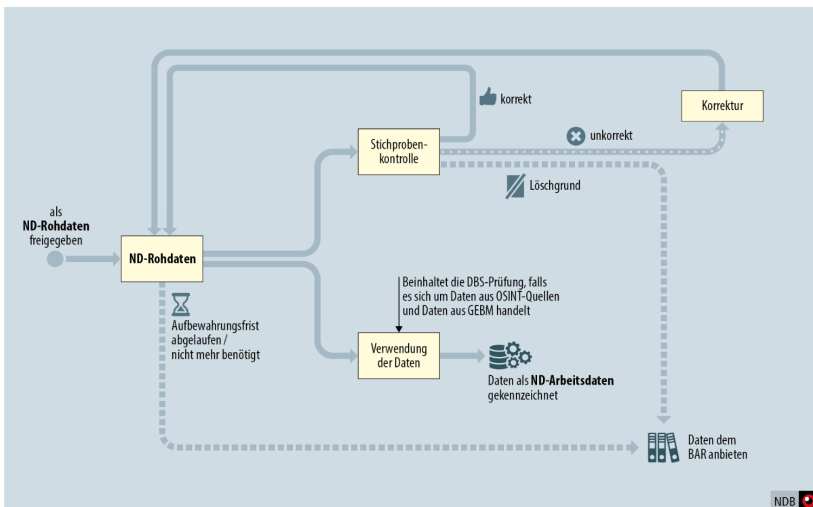 korrekt
Korrektur
unkorrekt
Stichproben-
kontrolle
Löschgrund
als
ND-Rohdaten
freigegeben
ND-Rohdaten
Beinhaltet die DBS-Prüfung, falls
es sich um Daten aus OSINT-Quellen
und Daten aus GEBM handelt
Aufbewahrungsfrist
abgelaufen /
nicht mehr benötigt
Verwendung
der Daten
Daten als ND-Arbeitsdaten
gekennzeichnet
Daten dem
BAR anbieten
NDB